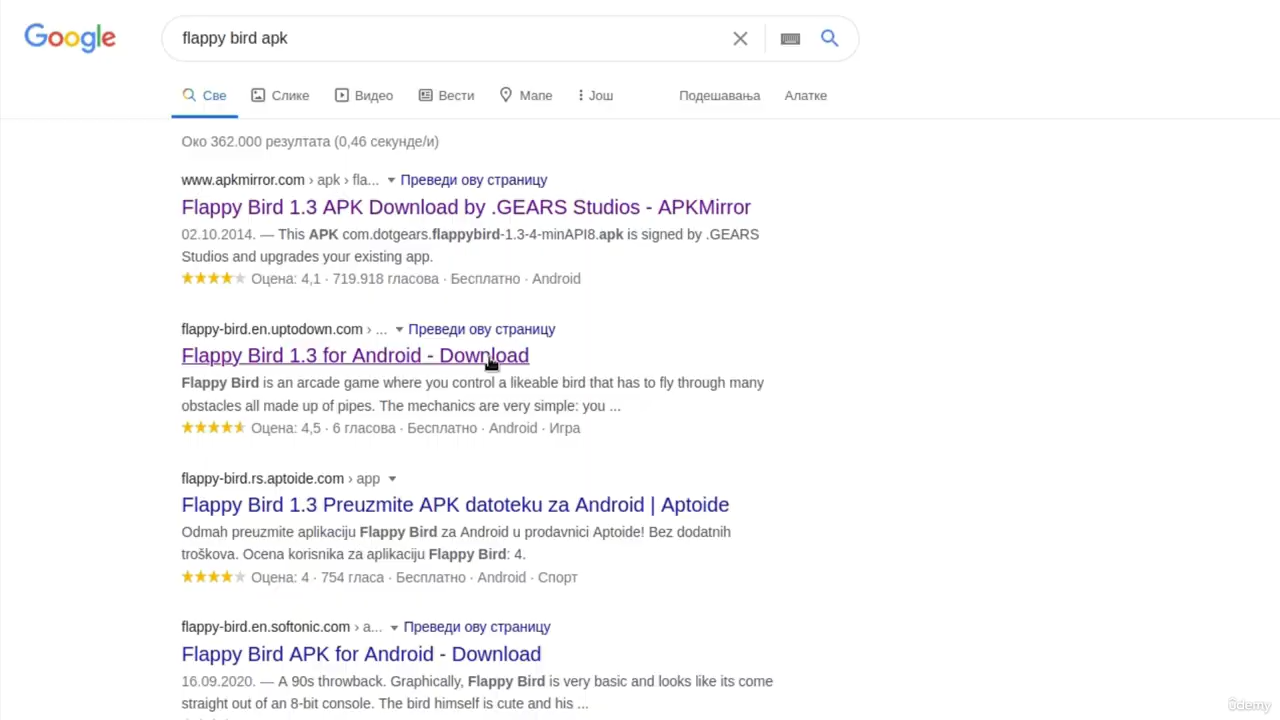 Google
flappy bird apk
Све Слике Видео Вести Мапе Још Подешавања Алатке
Око 362.000 резултата (0,46 секунде/и)
www.apkmirror.com › apk › fla... Преведи ову страницу
Flappy Bird 1.3 APK Download by .GEARS Studios - APKMirror
02.10.2014. — This APK com.dotgears.flappybird-1.3-4-minAPI8.apk is signed by .GEARS
Studios and upgrades your existing app.
Оцена: 4,1 · 719.918 гласова · Бесплатно · Android
flappy-bird.en.uptodown.com › ... Преведи ову страницу
Flappy Bird 1.3 for Android - Download
Flappy Bird is an arcade game where you control a likeable bird that has to fly through many
obstacles all made up of pipes. The mechanics are very simple: you ...
Оцена: 4,5 · 6 гласова · Бесплатно · Android · Игра
flappy-bird.rs.aptoide.com › app
Flappy Bird 1.3 Preuzmite APK datoteku za Android | Aptoide
Odmah preuzmite aplikaciju Flappy Bird za Android u prodavnici Aptoide! Bez dodatnih
troškova. Ocena korisnika za aplikaciju Flappy Bird: 4.
Оцена: 4 · 754 гласа · Бесплатно · Android · Спорт
flappy-bird.en.softonic.com › a... Преведи ову страницу
Flappy Bird APK for Android - Download
16.09.2020. — A 90s throwback. Graphically, Flappy Bird is very basic and looks like its come
straight out of an 8-bit console. The bird himself is cute and his ...
ûdemy